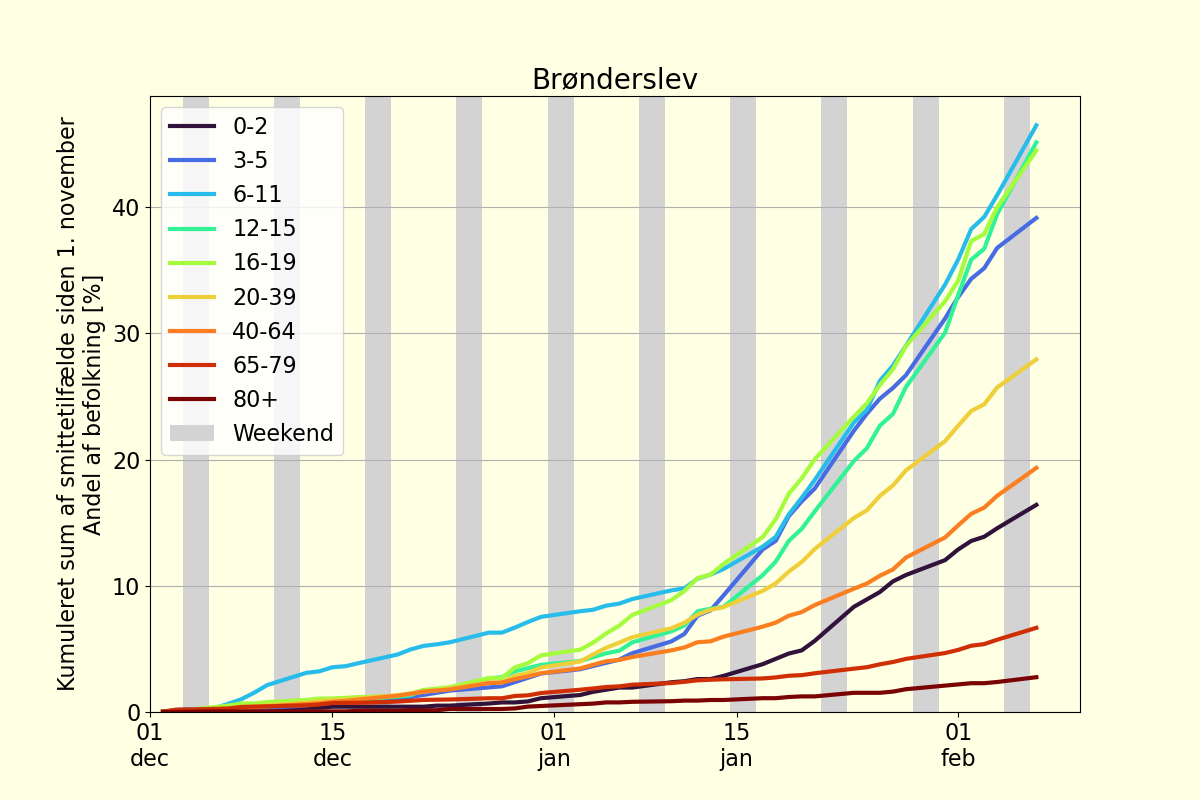 Brønderslev
Kumuleret sum af smittetilfælde siden 1. november
Andel af befolkning [%]
40
30
20
10
0
0-2
3-5
6-11
12-15
16-19
20-39
40-64
65-79
80+
Weekend
01 dec
15 dec
01 jan
15 jan
01 feb